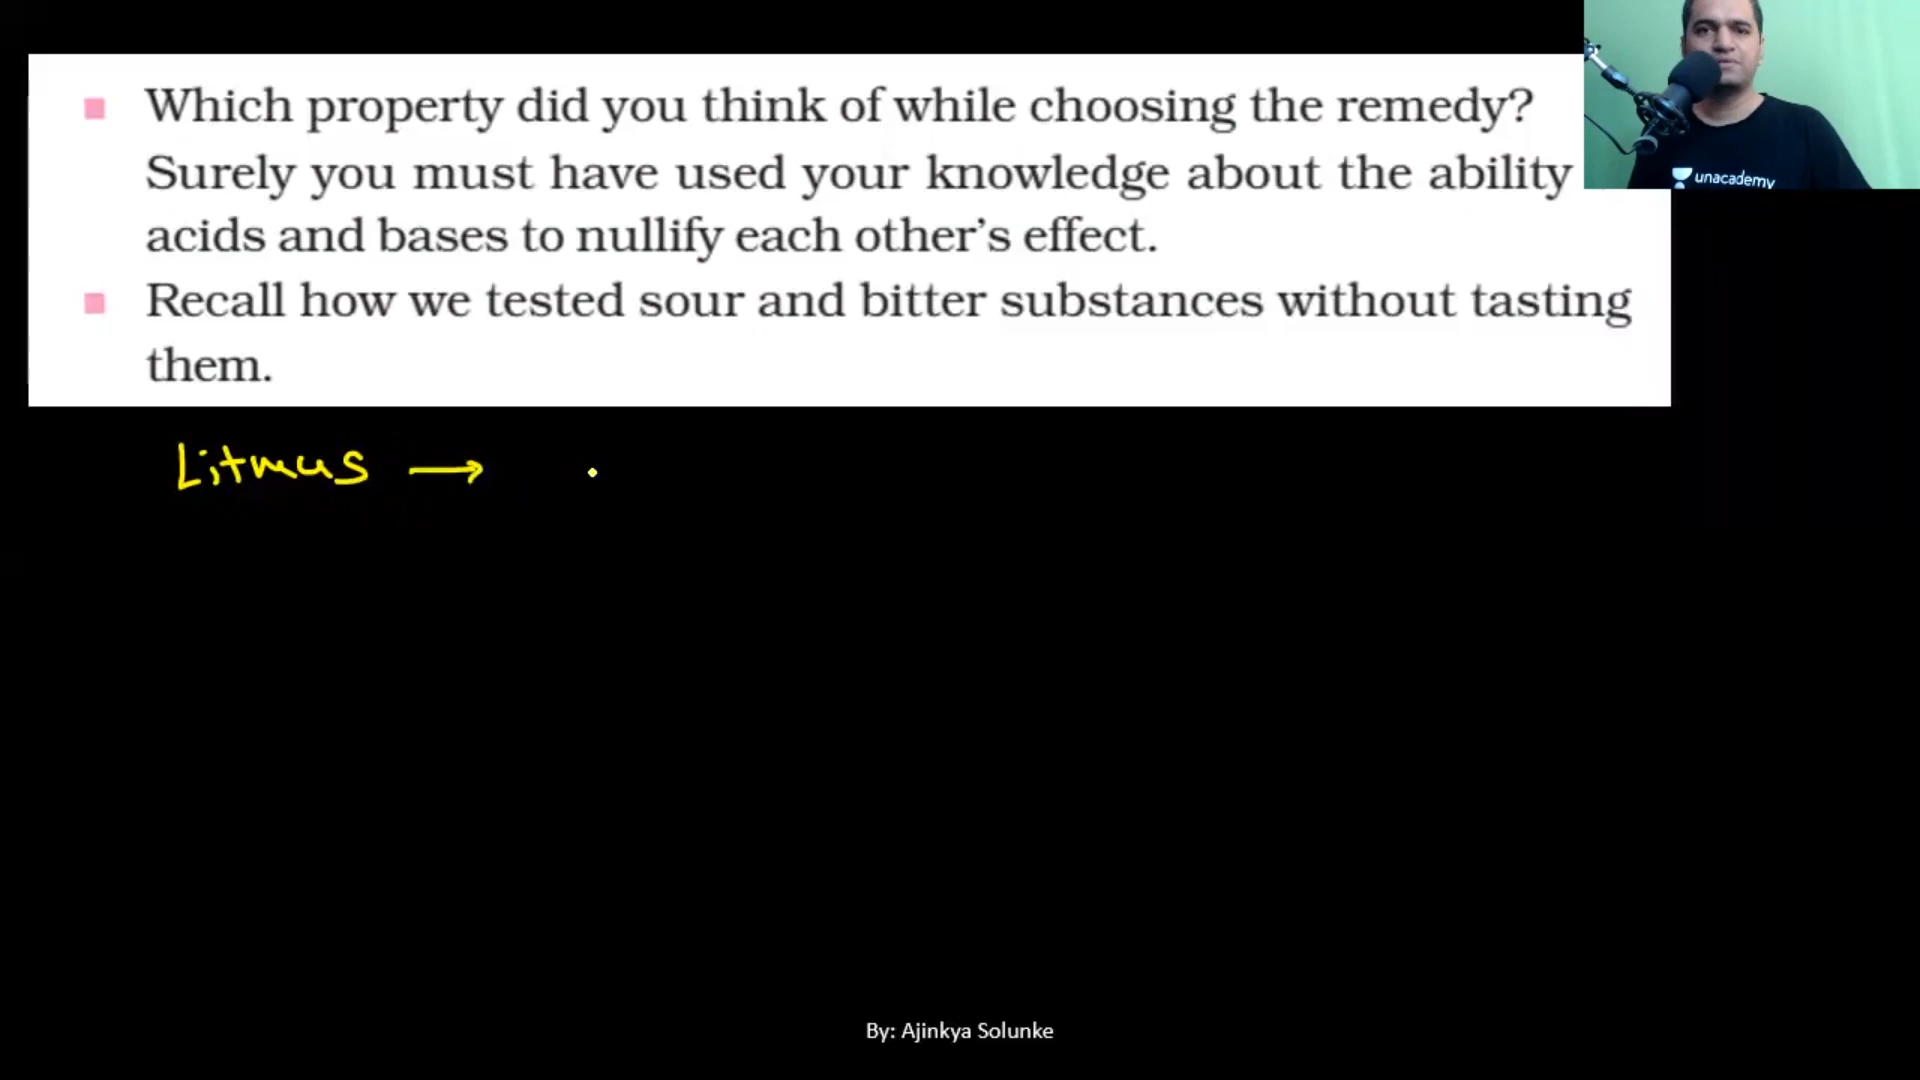 Which property did you think of while choosing the remedy?
Surely you must have used your knowledge about the ability
acids and bases to nullify each other’s effect.
Recall how we tested sour and bitter substances without tasting
them.
unacademy
Litmus →
By: Ajinkya Solunke